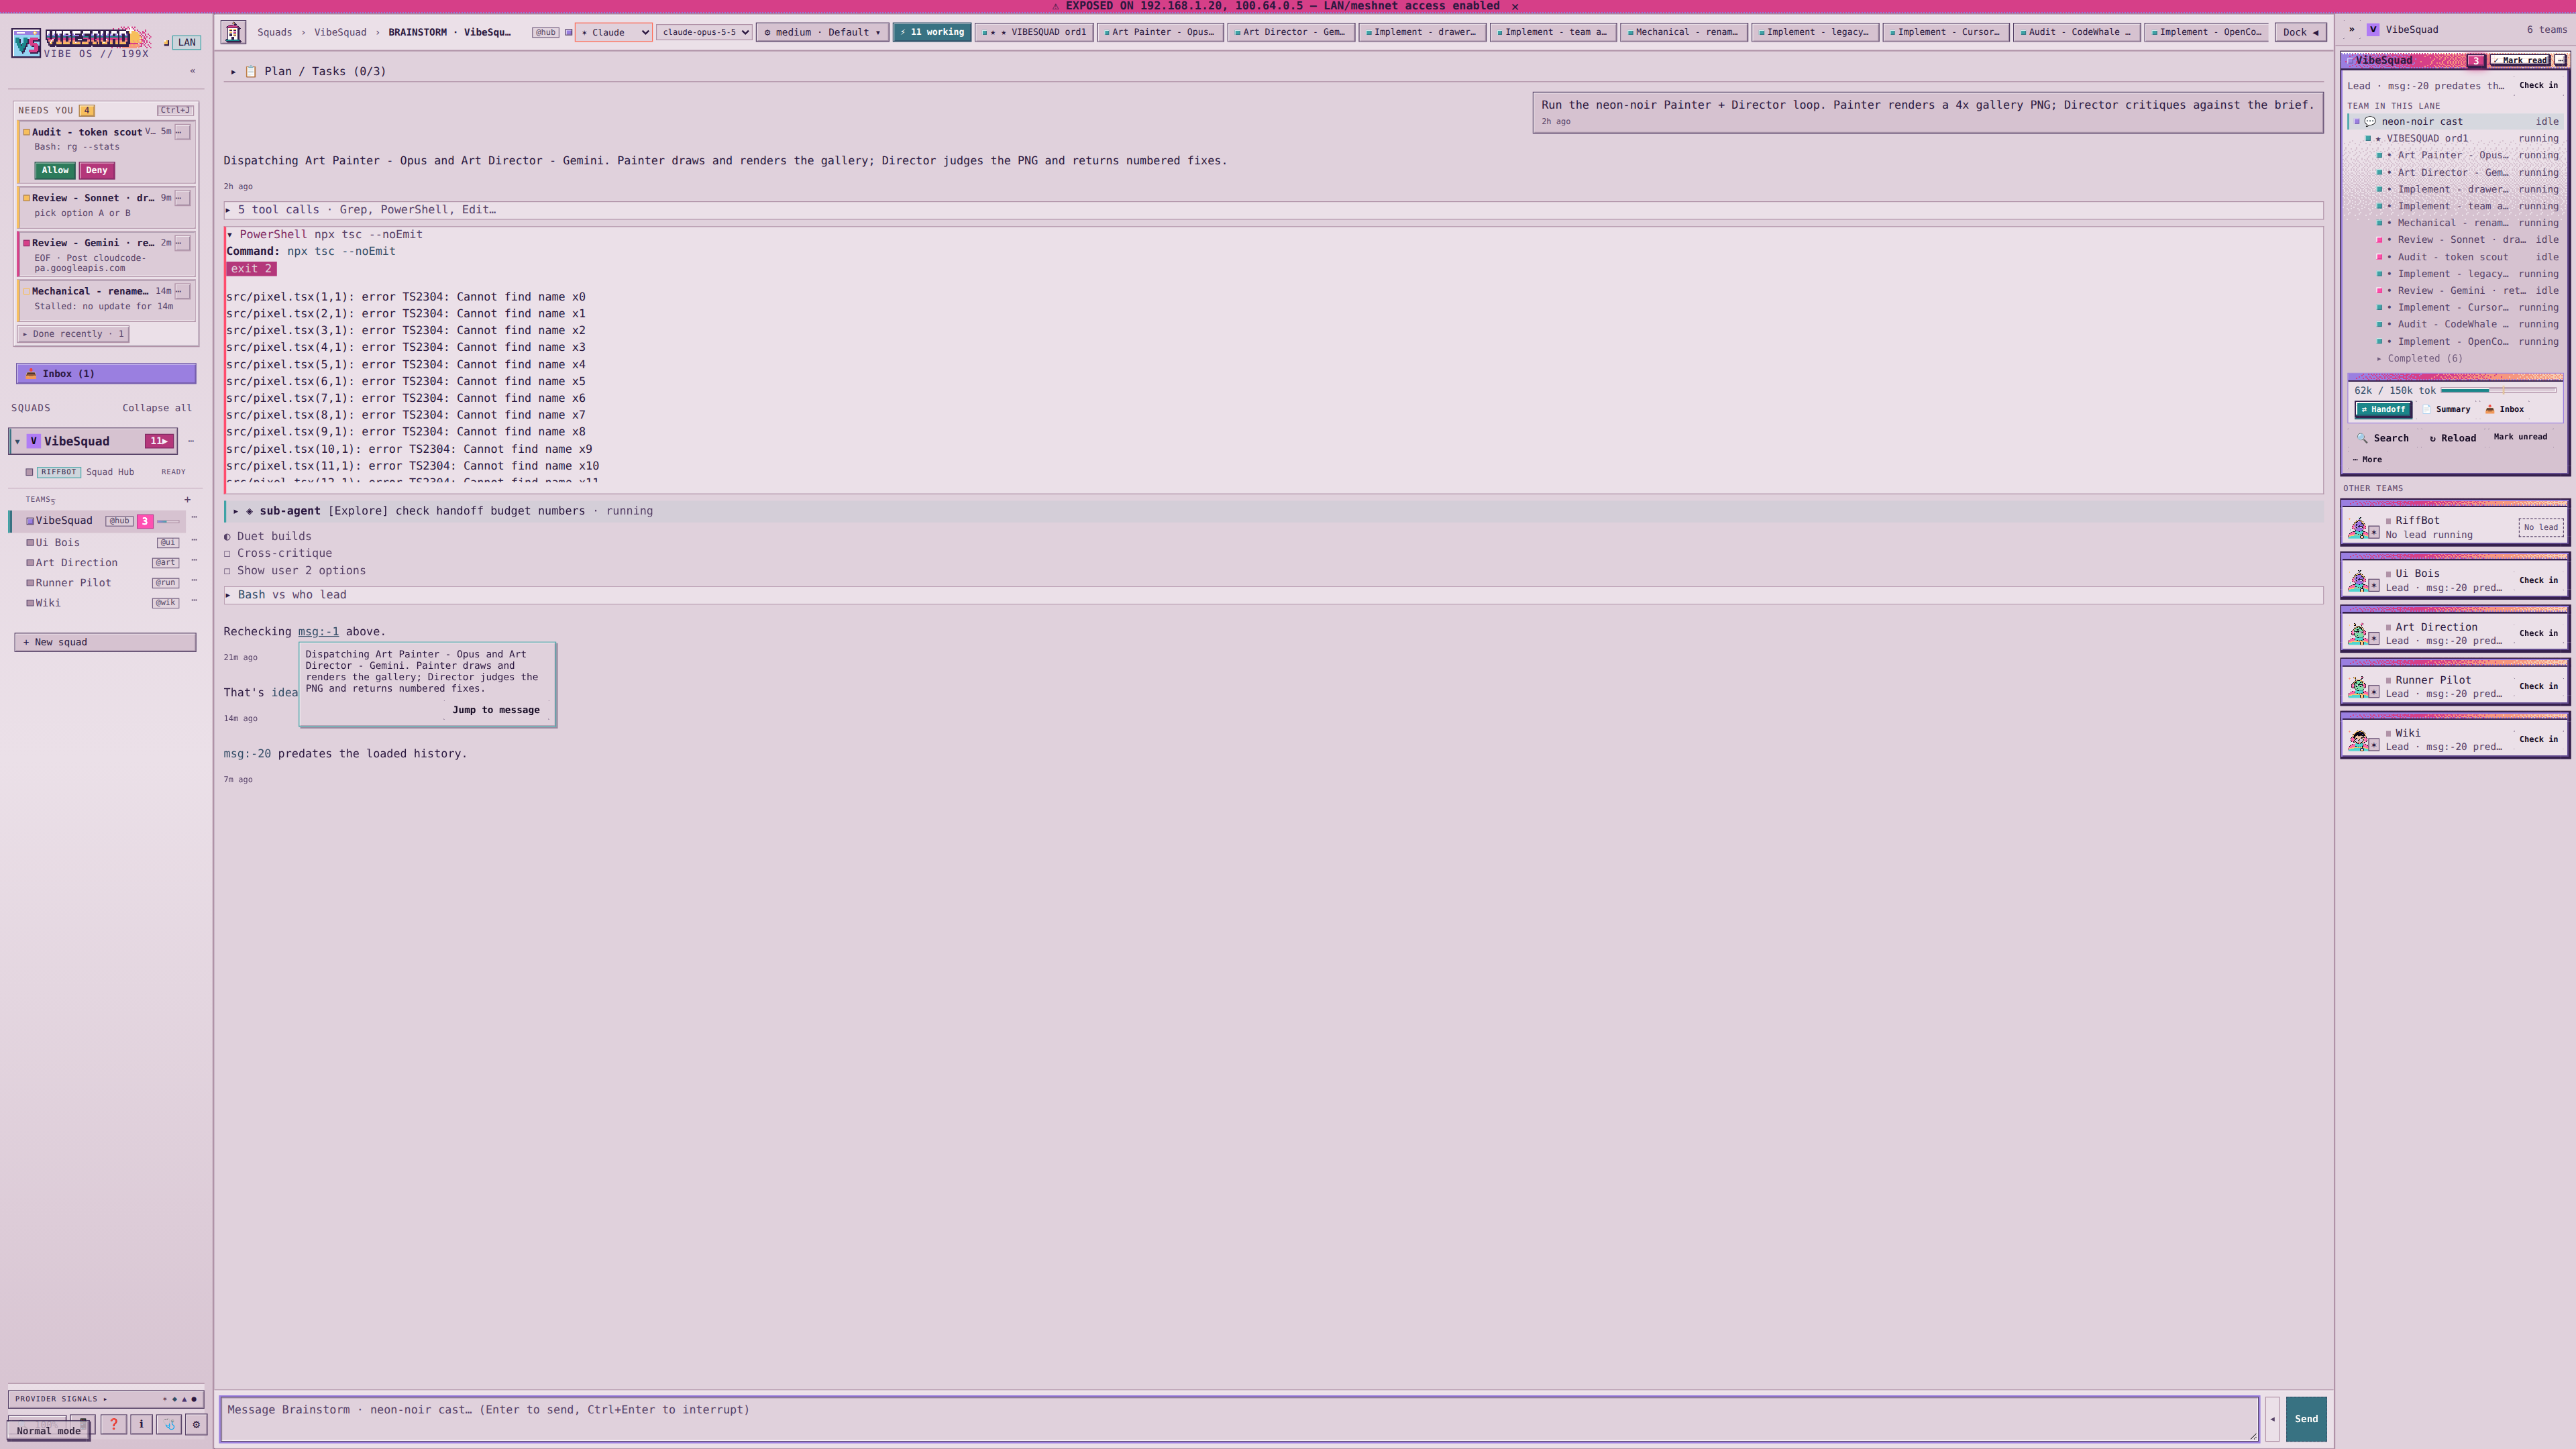 ⚠ EXPOSED ON 192.168.1.20, 100.64.0.5 — LAN/meshnet access enabled ✕
VS VIBESQUAD
VIBE OS // 199X
LAN
«
NEEDS YOU 4 Ctrl+J
Audit - token scout V… 5m …
Bash: rg --stats
Allow Deny
Review - Sonnet · dr… 9m …
pick option A or B
Review - Gemini · re… 2m …
EOF · Post cloudcode-
pa.googleapis.com
Mechanical - rename… 14m …
Stalled: no update for 14m
▸ Done recently · 1
📥 Inbox (1)
SQUADS Collapse all
▾ V VibeSquad 11▶ …
RIFFBOT Squad Hub READY
TEAMS 5 +
VibeSquad @hub 3 …
Ui Bois @ui …
Art Direction @art …
Runner Pilot @run …
Wiki @wik …
+ New squad
PROVIDER SIGNALS ▸
Normal mode
Squads › VibeSquad › BRAINSTORM · VibeSqu… @hub ✶ Claude claude-opus-5-5 ⚙ medium · Default ▾ ⚡ 11 working ★ ★ VIBESQUAD ord1 Art Painter - Opus… Art Director - Gem… Implement - drawer… Implement - team a… Mechanical - renam… Implement - legacy… Implement - Cursor… Audit - CodeWhale … Implement - OpenCo… Dock ◀
▸ 📋 Plan / Tasks (0/3)
Run the neon-noir Painter + Director loop. Painter renders a 4x gallery PNG; Director critiques against the brief.
2h ago
Dispatching Art Painter - Opus and Art Director - Gemini. Painter draws and renders the gallery; Director judges the PNG and returns numbered fixes.
2h ago
▸ 5 tool calls · Grep, PowerShell, Edit…
▾ PowerShell npx tsc --noEmit
Command: npx tsc --noEmit
exit 2
src/pixel.tsx(1,1): error TS2304: Cannot find name x0
src/pixel.tsx(2,1): error TS2304: Cannot find name x1
src/pixel.tsx(3,1): error TS2304: Cannot find name x2
src/pixel.tsx(4,1): error TS2304: Cannot find name x3
src/pixel.tsx(5,1): error TS2304: Cannot find name x4
src/pixel.tsx(6,1): error TS2304: Cannot find name x5
src/pixel.tsx(7,1): error TS2304: Cannot find name x6
src/pixel.tsx(8,1): error TS2304: Cannot find name x7
src/pixel.tsx(9,1): error TS2304: Cannot find name x8
src/pixel.tsx(10,1): error TS2304: Cannot find name x9
src/pixel.tsx(11,1): error TS2304: Cannot find name x10
src/pixel.tsx(12,1): error TS2304: Cannot find name x11
▸ ◈ sub-agent [Explore] check handoff budget numbers · running
◐ Duet builds
☐ Cross-critique
☐ Show user 2 options
▸ Bash vs who lead
Rechecking msg:-1 above.
21m ago
Dispatching Art Painter - Opus and Art
Director - Gemini. Painter draws and
renders the gallery; Director judges the
PNG and returns numbered fixes.
Jump to message
That's idea
14m ago
msg:-20 predates the loaded history.
7m ago
Message Brainstorm · neon-noir cast… (Enter to send, Ctrl+Enter to interrupt)
◂ Send
» V VibeSquad 6 teams
VibeSquad 3 ✓ Mark read —
Lead · msg:-20 predates th… Check in
TEAM IN THIS LANE
💬 neon-noir cast idle
★ VIBESQUAD ord1 running
• Art Painter - Opus… running
• Art Director - Gem… running
• Implement - drawer… running
• Implement - team a… running
• Mechanical - renam… running
• Review - Sonnet · dra… idle
• Audit - token scout idle
• Implement - legacy… running
• Review - Gemini · ret… idle
• Implement - Cursor… running
• Audit - CodeWhale … running
• Implement - OpenCo… running
▸ Completed (6)
62k / 150k tok
⇄ Handoff 📄 Summary 📥 Inbox
🔍 Search ↻ Reload Mark unread
⋯ More
OTHER TEAMS
RiffBot
No lead running
No lead
Ui Bois
Lead · msg:-20 pred… Check in
Art Direction
Lead · msg:-20 pred… Check in
Runner Pilot
Lead · msg:-20 pred… Check in
Wiki
Lead · msg:-20 pred… Check in